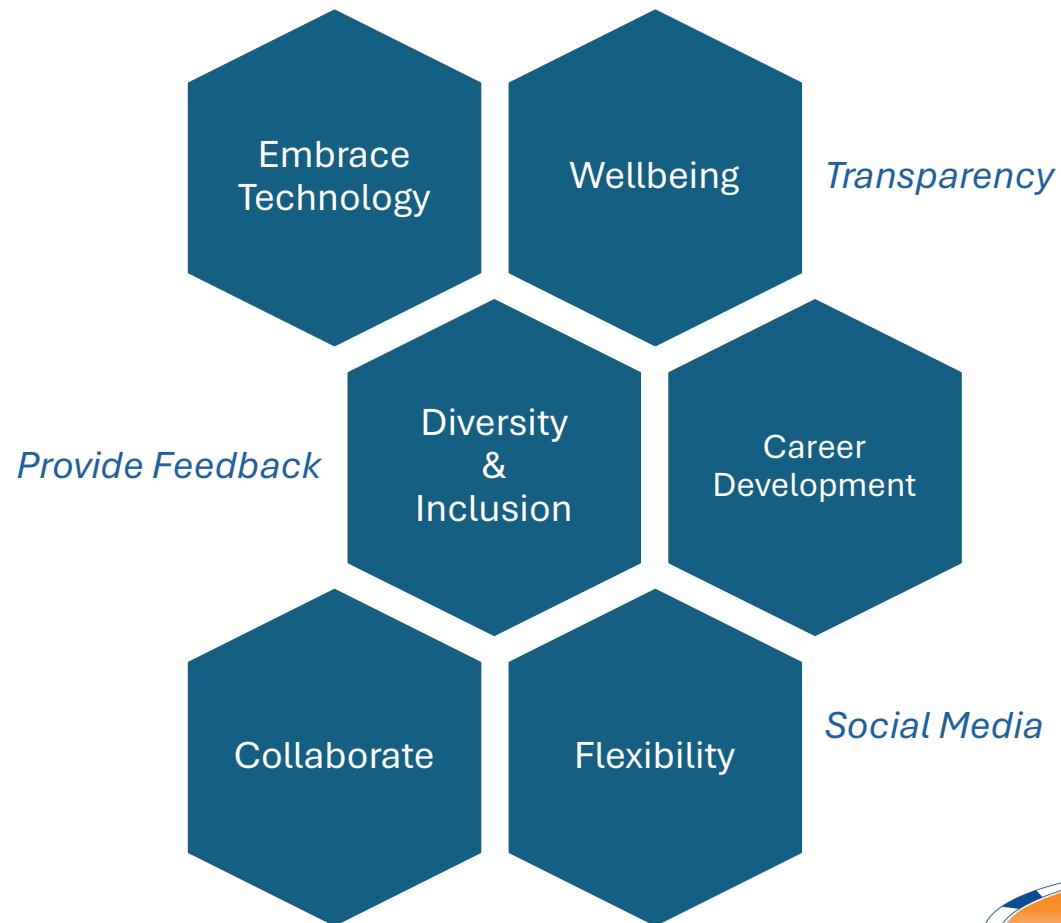 Embrace
Technology
Wellbeing
Transparency
Provide Feedback
Diversity
&
Inclusion
Career
Development
Collaborate
Flexibility
Social Media